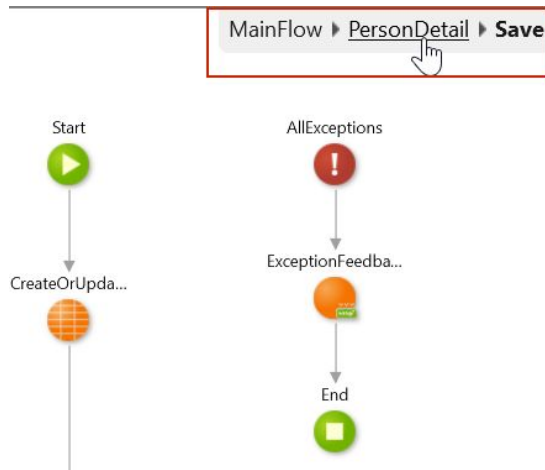 MainFlow PersonDetail Save
Start
AllExceptions
CreateOrUpda...
ExceptionFeedba...
End